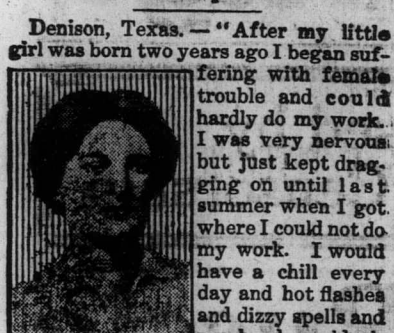 Denison, Texas. — "After my little
girl was born two years ago I began suf-
fering with female
trouble and could
hardly do my work.
I was very nervous
but just kept drag-
ging on until last
summer when I got
where I could not do
my work. I would
have a chill every
day and hot flashes
and dizzy spells and